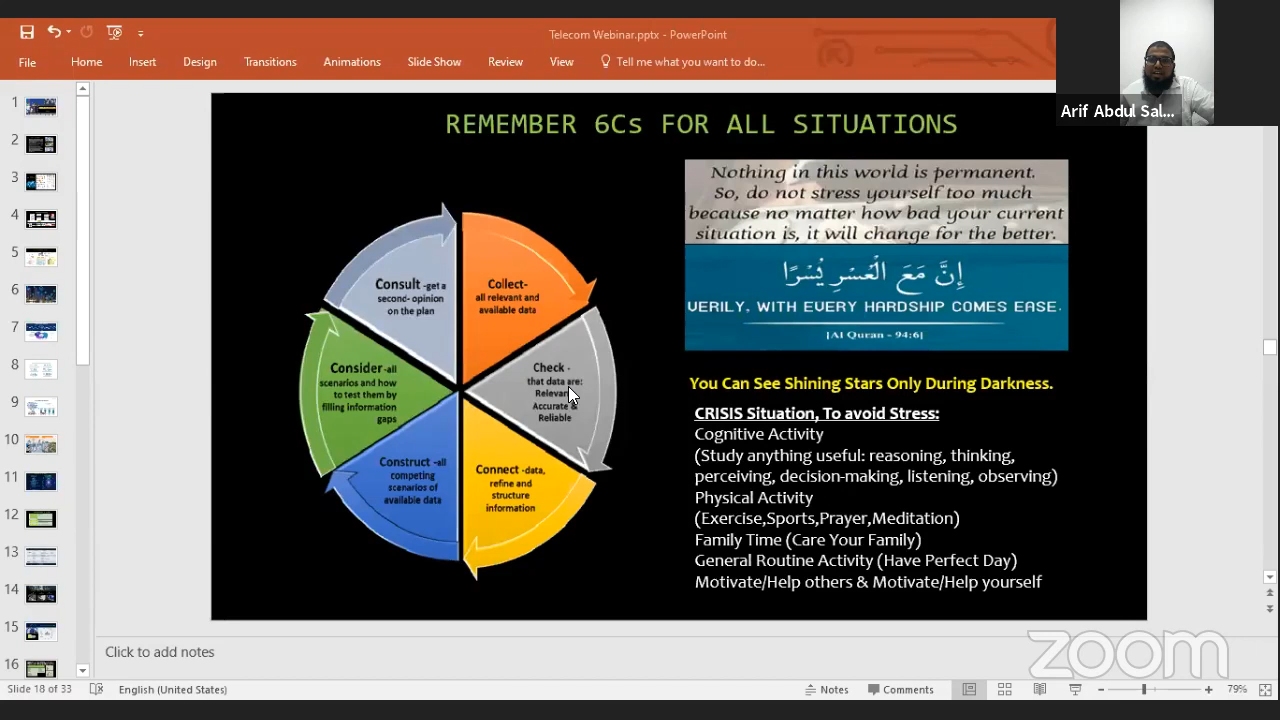 Telecom Webinar.pptx - PowerPoint
File Home Insert Design Transitions Animations Slide Show Review View Tell me what you want to do...
Arif Abdul Sal...
1
2
3
4
5
6
7
8
9
10
11
12
13
14
15
16
REMEMBER 6Cs FOR ALL SITUATIONS
Consult -get a
second- opinion
on the plan
Collect-
all relevant and
available data
Check -
that data are:
Relevant
Accurate &
Reliable
Connect -data,
refine and
structure
information
Construct -all
competing
scenarios of
available data
Consider -all
scenarios and how
to test them by
filling information
gaps
Nothing in this world is permanent.
So, do not stress yourself too much
because no matter how bad your current
situation is, it will change for the better.
إِنَّ مَعَ الْعُسْرِ يُسْرًا
VERILY, WITH EVERY HARDSHIP COMES EASE.
[Al Quran - 94:6]
You Can See Shining Stars Only During Darkness.
CRISIS Situation, To avoid Stress:
Cognitive Activity
(Study anything useful: reasoning, thinking,
perceiving, decision-making, listening, observing)
Physical Activity
(Exercise,Sports,Prayer,Meditation)
Family Time (Care Your Family)
General Routine Activity (Have Perfect Day)
Motivate/Help others & Motivate/Help yourself
Click to add notes
zoom
Slide 18 of 33 English (United States) Notes Comments 79%